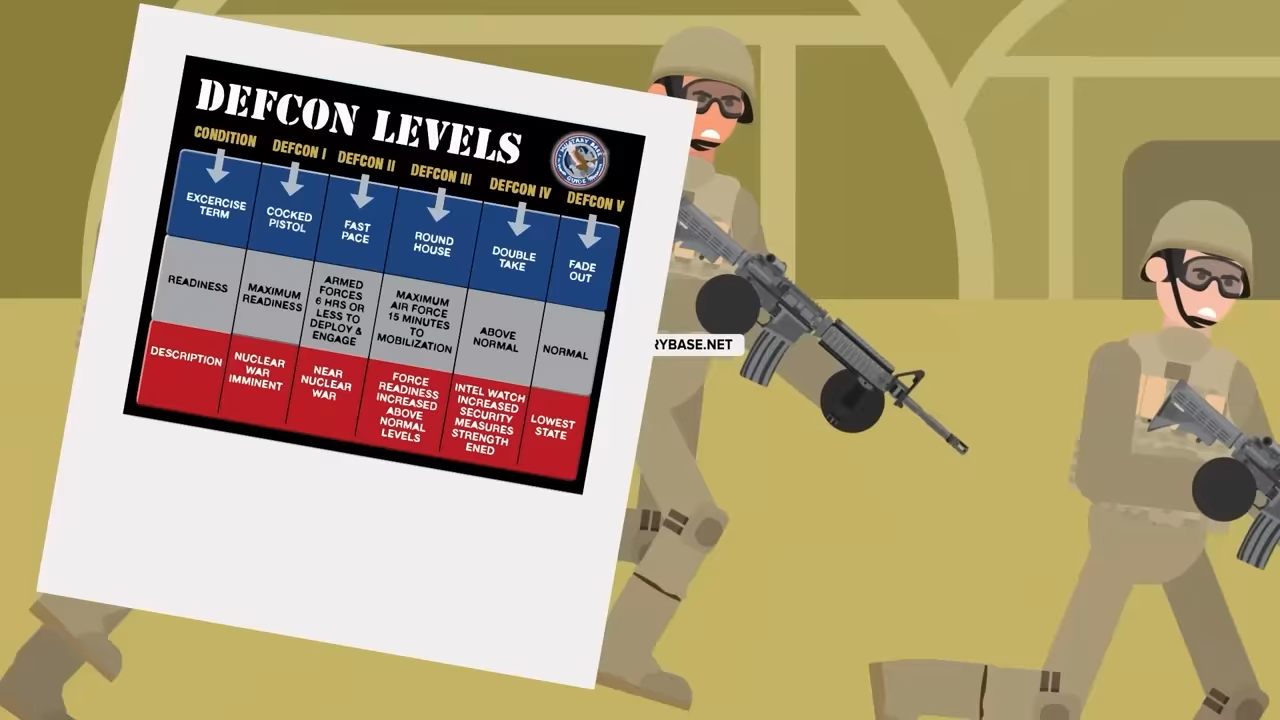 DEFCON LEVELS
MILITARY BASE
GUIDE
CONDITION DEFCON I DEFCON II DEFCON III DEFCON IV DEFCON V
EXCERCISE
TERM
COCKED
PISTOL
FAST
PACE
ROUND
HOUSE
DOUBLE
TAKE
FADE
OUT
READINESS
MAXIMUM
READINESS
ARMED
FORCES
6 HRS OR
LESS TO
DEPLOY &
ENGAGE
MAXIMUM
AIR FORCE
15 MINUTES
TO
MOBILIZATION
ABOVE
NORMAL
NORMAL
DESCRIPTION
NUCLEAR
WAR
IMMINENT
NEAR
NUCLEAR
WAR
FORCE
READINESS
INCREASED
ABOVE
NORMAL
LEVELS
INTEL WATCH
INCREASED
SECURITY
MEASURES
STRENGTH
ENED
LOWEST
STATE
RYBASE.NET